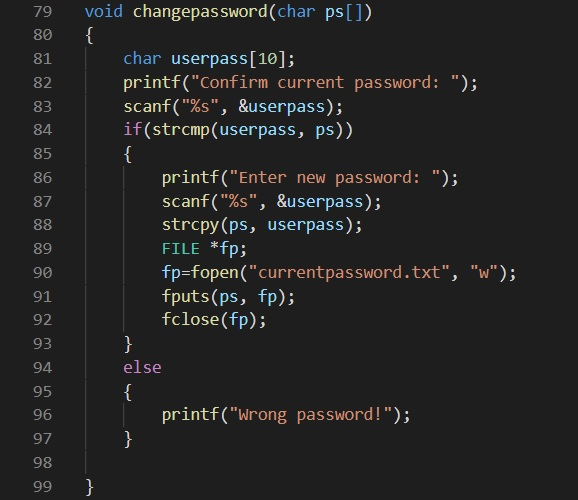 79 void changepassword(char ps[])
80 {
81 char userpass[10];
82 printf("Confirm current password: ");
83 scanf("%s", &userpass);
84 if(strcmp(userpass, ps))
85 {
86 printf("Enter new password: ");
87 scanf("%s", &userpass);
88 strcpy(ps, userpass);
89 FILE *fp;
90 fp=fopen("currentpassword.txt", "w");
91 fputs(ps, fp);
92 fclose(fp);
93 }
94 else
95 {
96 printf("Wrong password!");
97 }
98
99 }